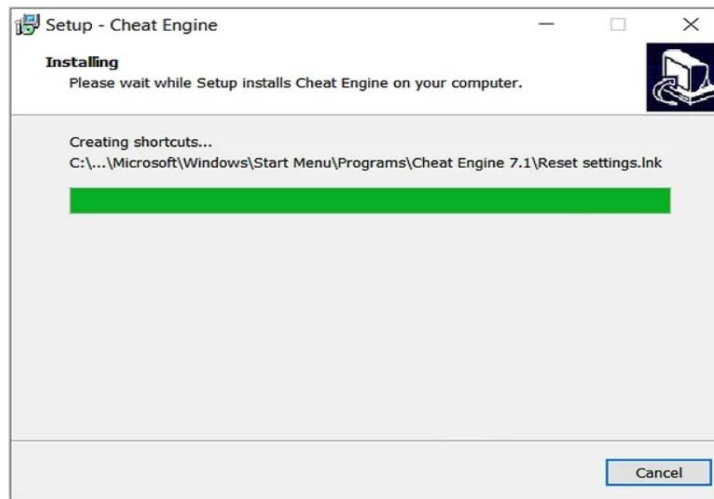 Setup - Cheat Engine
Installing
Please wait while Setup installs Cheat Engine on your computer.
Creating shortcuts...
C:\...\Microsoft\Windows\Start Menu\Programs\Cheat Engine 7.1\Reset settings.lnk
Cancel